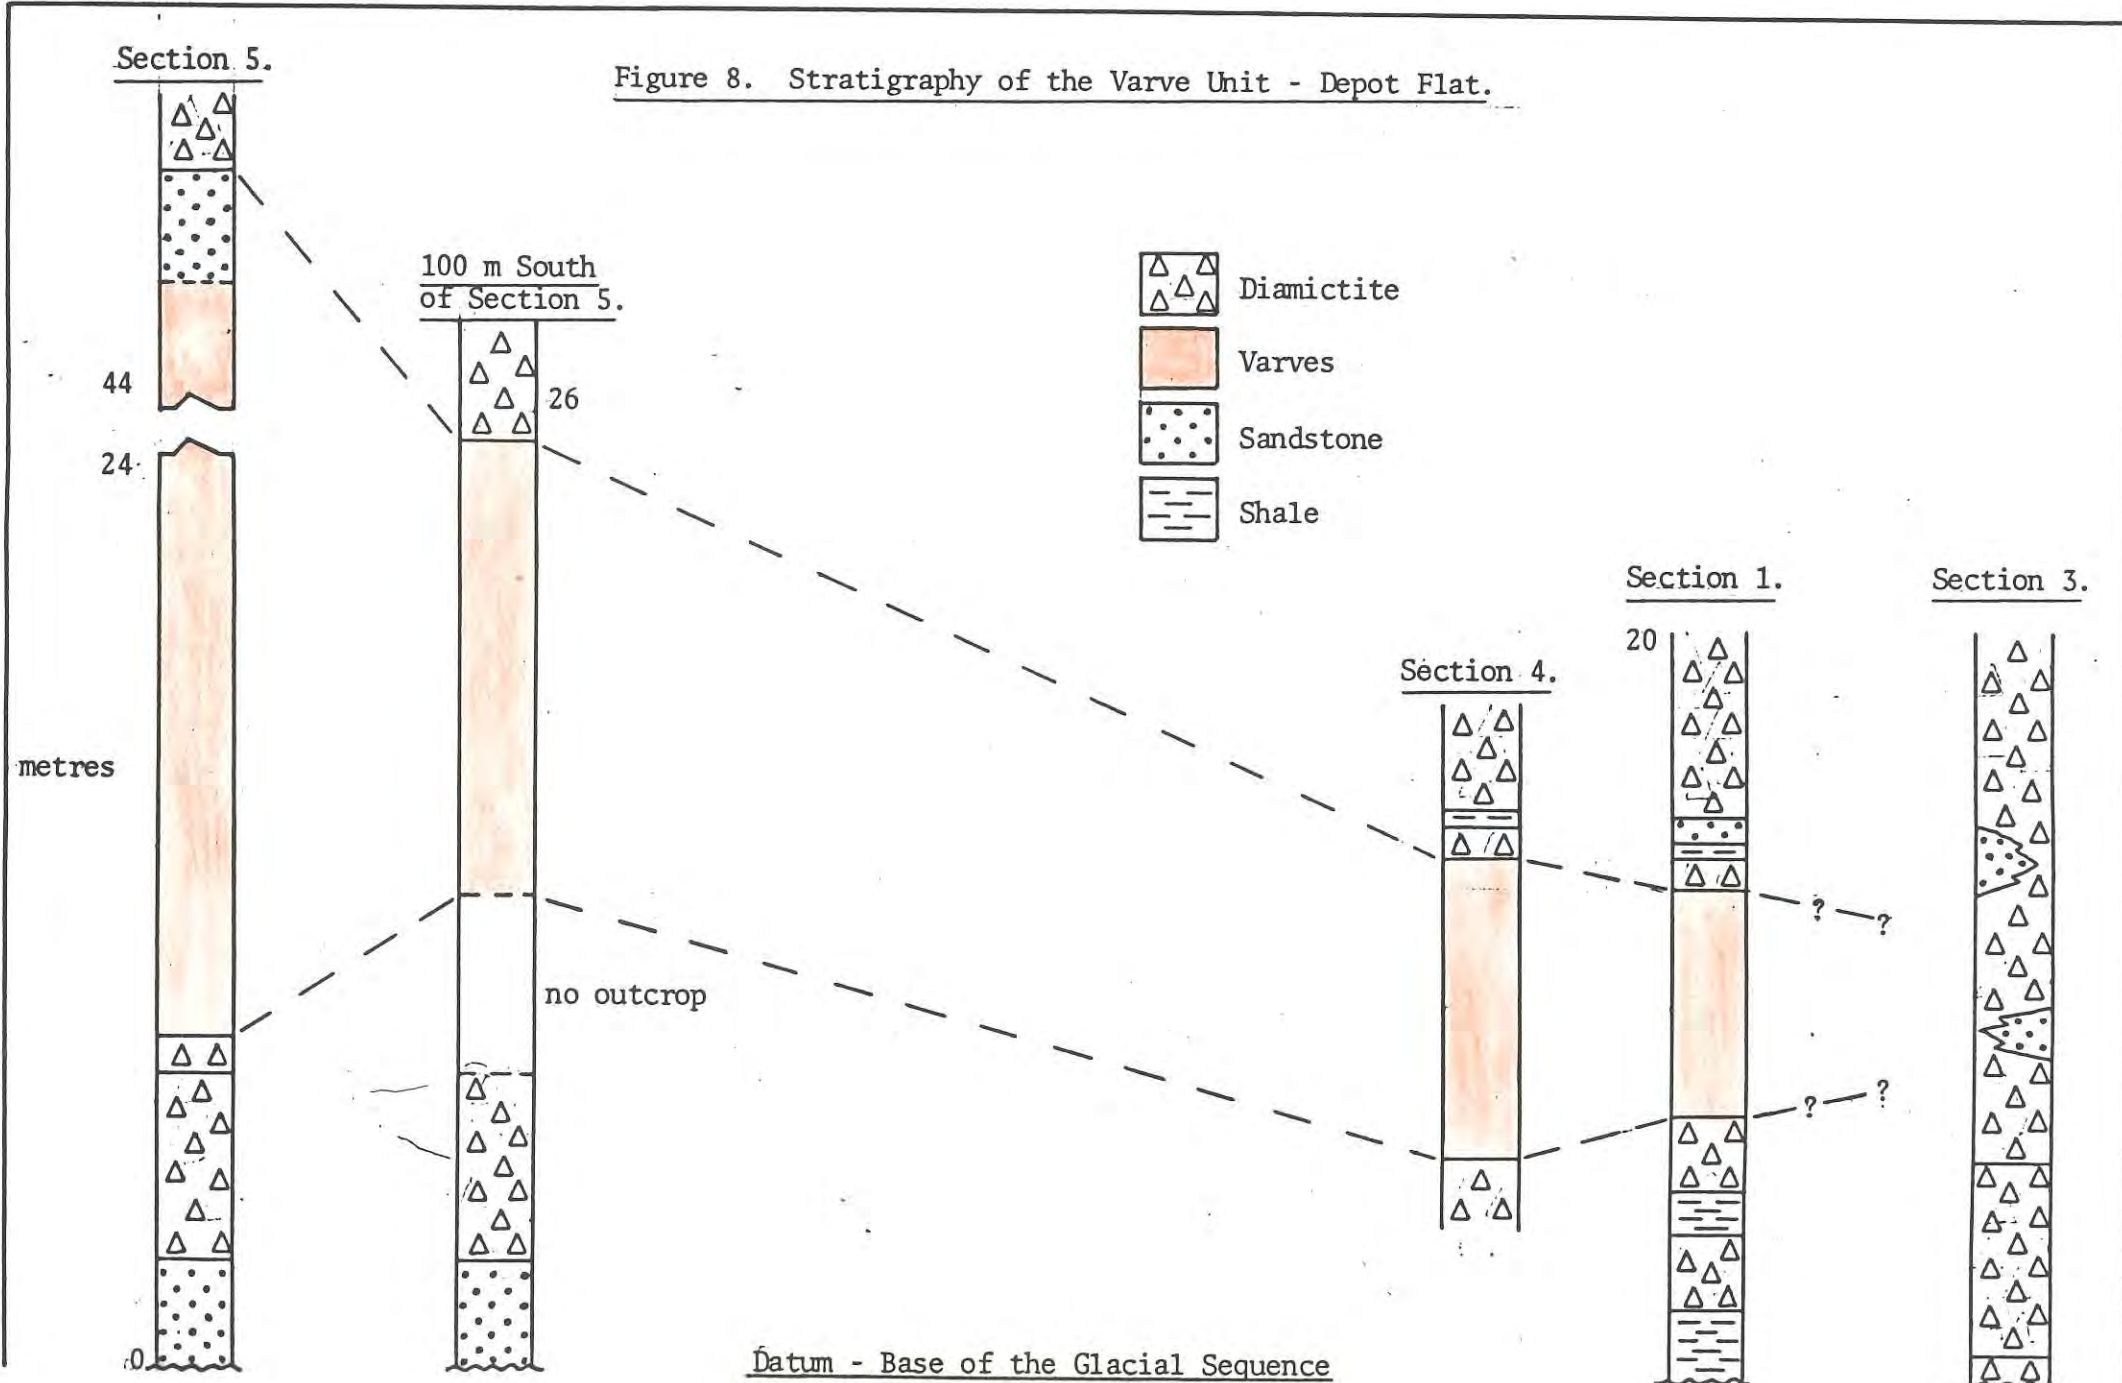 Section 5.
Figure 8. Stratigraphy of the Varve Unit - Depot Flat.
100 m South
of Section 5.
Diamictite
Varves
Sandstone
Shale
44
26
24
Section 1.
Section 3.
20
Section 4.
metres
? ?
no outcrop
? ?
0
Datum - Base of the Glacial Sequence